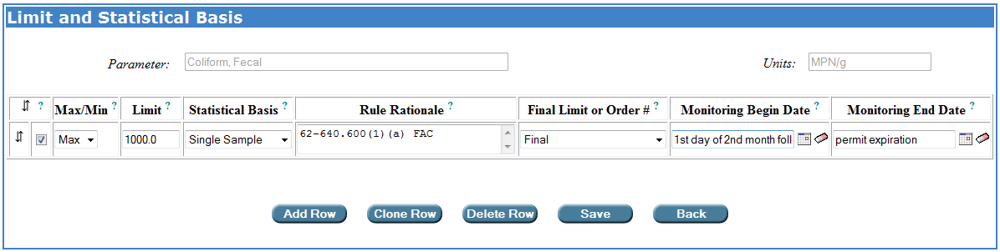 Limit and Statistical Basis
Parameter: Coliform, Fecal Units: MPN/g
? Max/Min ? Limit ? Statistical Basis ? Rule Rationale ? Final Limit or Order # ? Monitoring Begin Date ? Monitoring End Date ?
Max 1000.0 Single Sample 62-640.600(1)(a) FAC Final 1st day of 2nd month foll permit expiration
Add Row Clone Row Delete Row Save Back